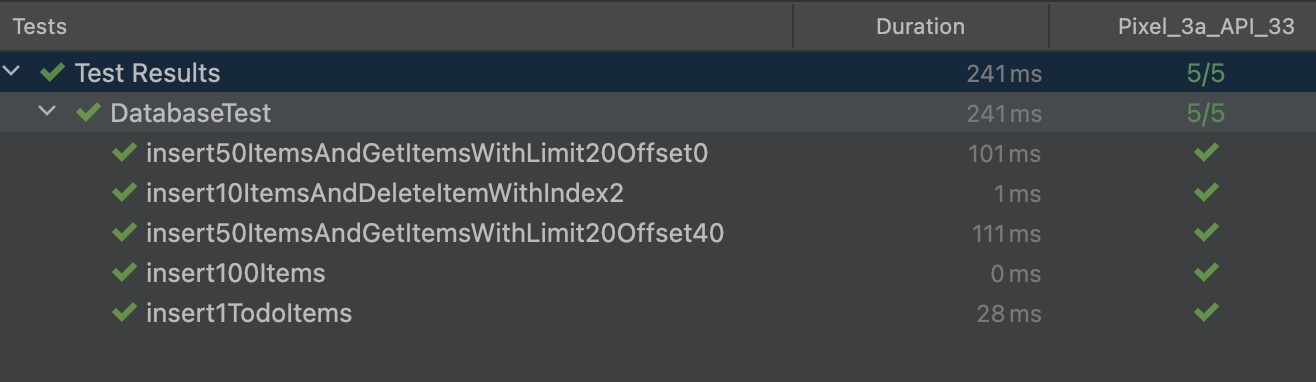 Tests Duration Pixel_3a_API_33
Test Results 241 ms 5/5
DatabaseTest 241 ms 5/5
insert50ItemsAndGetItemsWithLimit20Offset0 101 ms
insert10ItemsAndDeleteItemWithIndex2 1 ms
insert50ItemsAndGetItemsWithLimit20Offset40 111 ms
insert100Items 0 ms
insert1TodoItems 28 ms